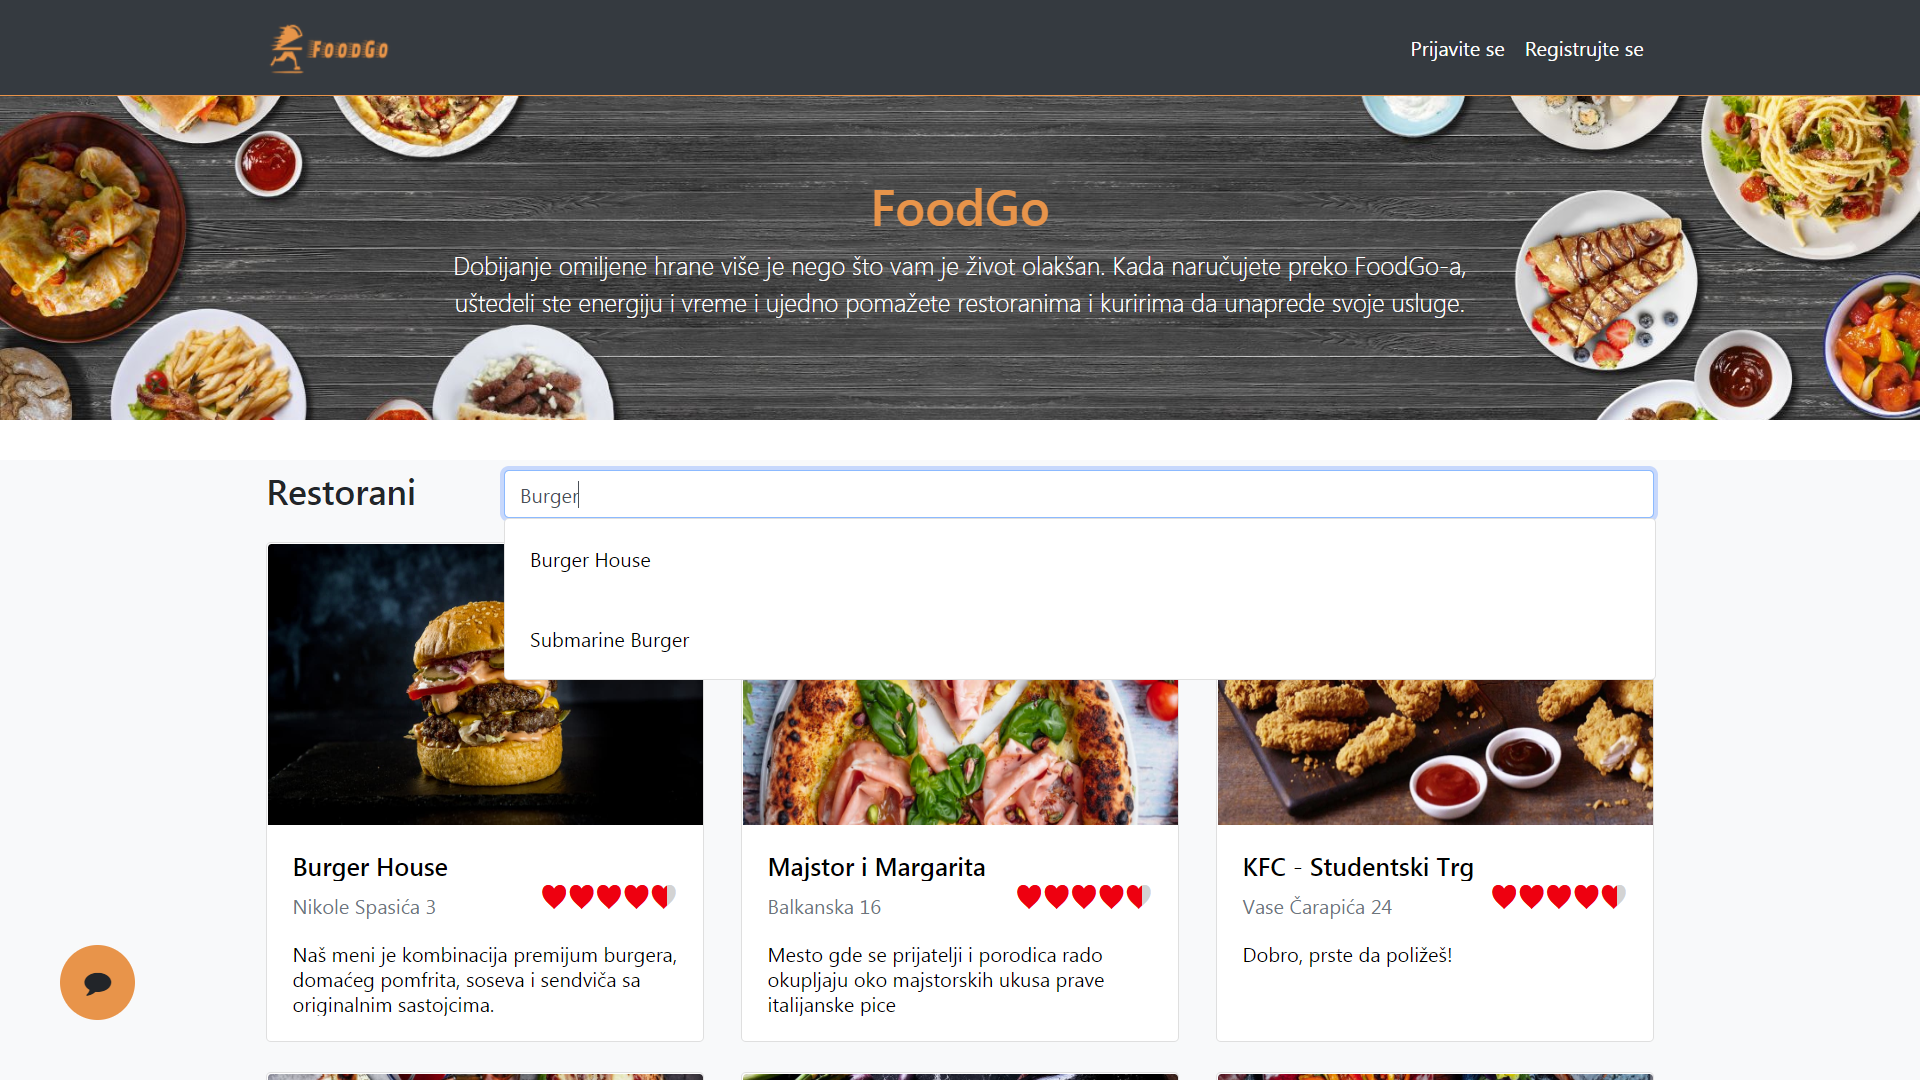 FoodGo
Prijavite se
Registrujte se
FoodGo
Dobijanje omiljene hrane više je nego što vam je život olakšan. Kada naručujete preko FoodGo-a,
uštedeli ste energiju i vreme i ujedno pomažete restoranima i kuririma da unaprede svoje usluge.
Restorani
Burger
Burger House
Submarine Burger
Burger House
Nikole Spasića 3
Naš meni je kombinacija premijum burgera,
domaćeg pomfrita, soseva i sendviča sa
originalnim sastojcima.
Majstor i Margarita
Balkanska 16
Mesto gde se prijatelji i porodica rado
okupljaju oko majstorskih ukusa prave
italijanske pice
KFC - Studentski Trg
Vase Čarapića 24
Dobro, prste da poližeš!